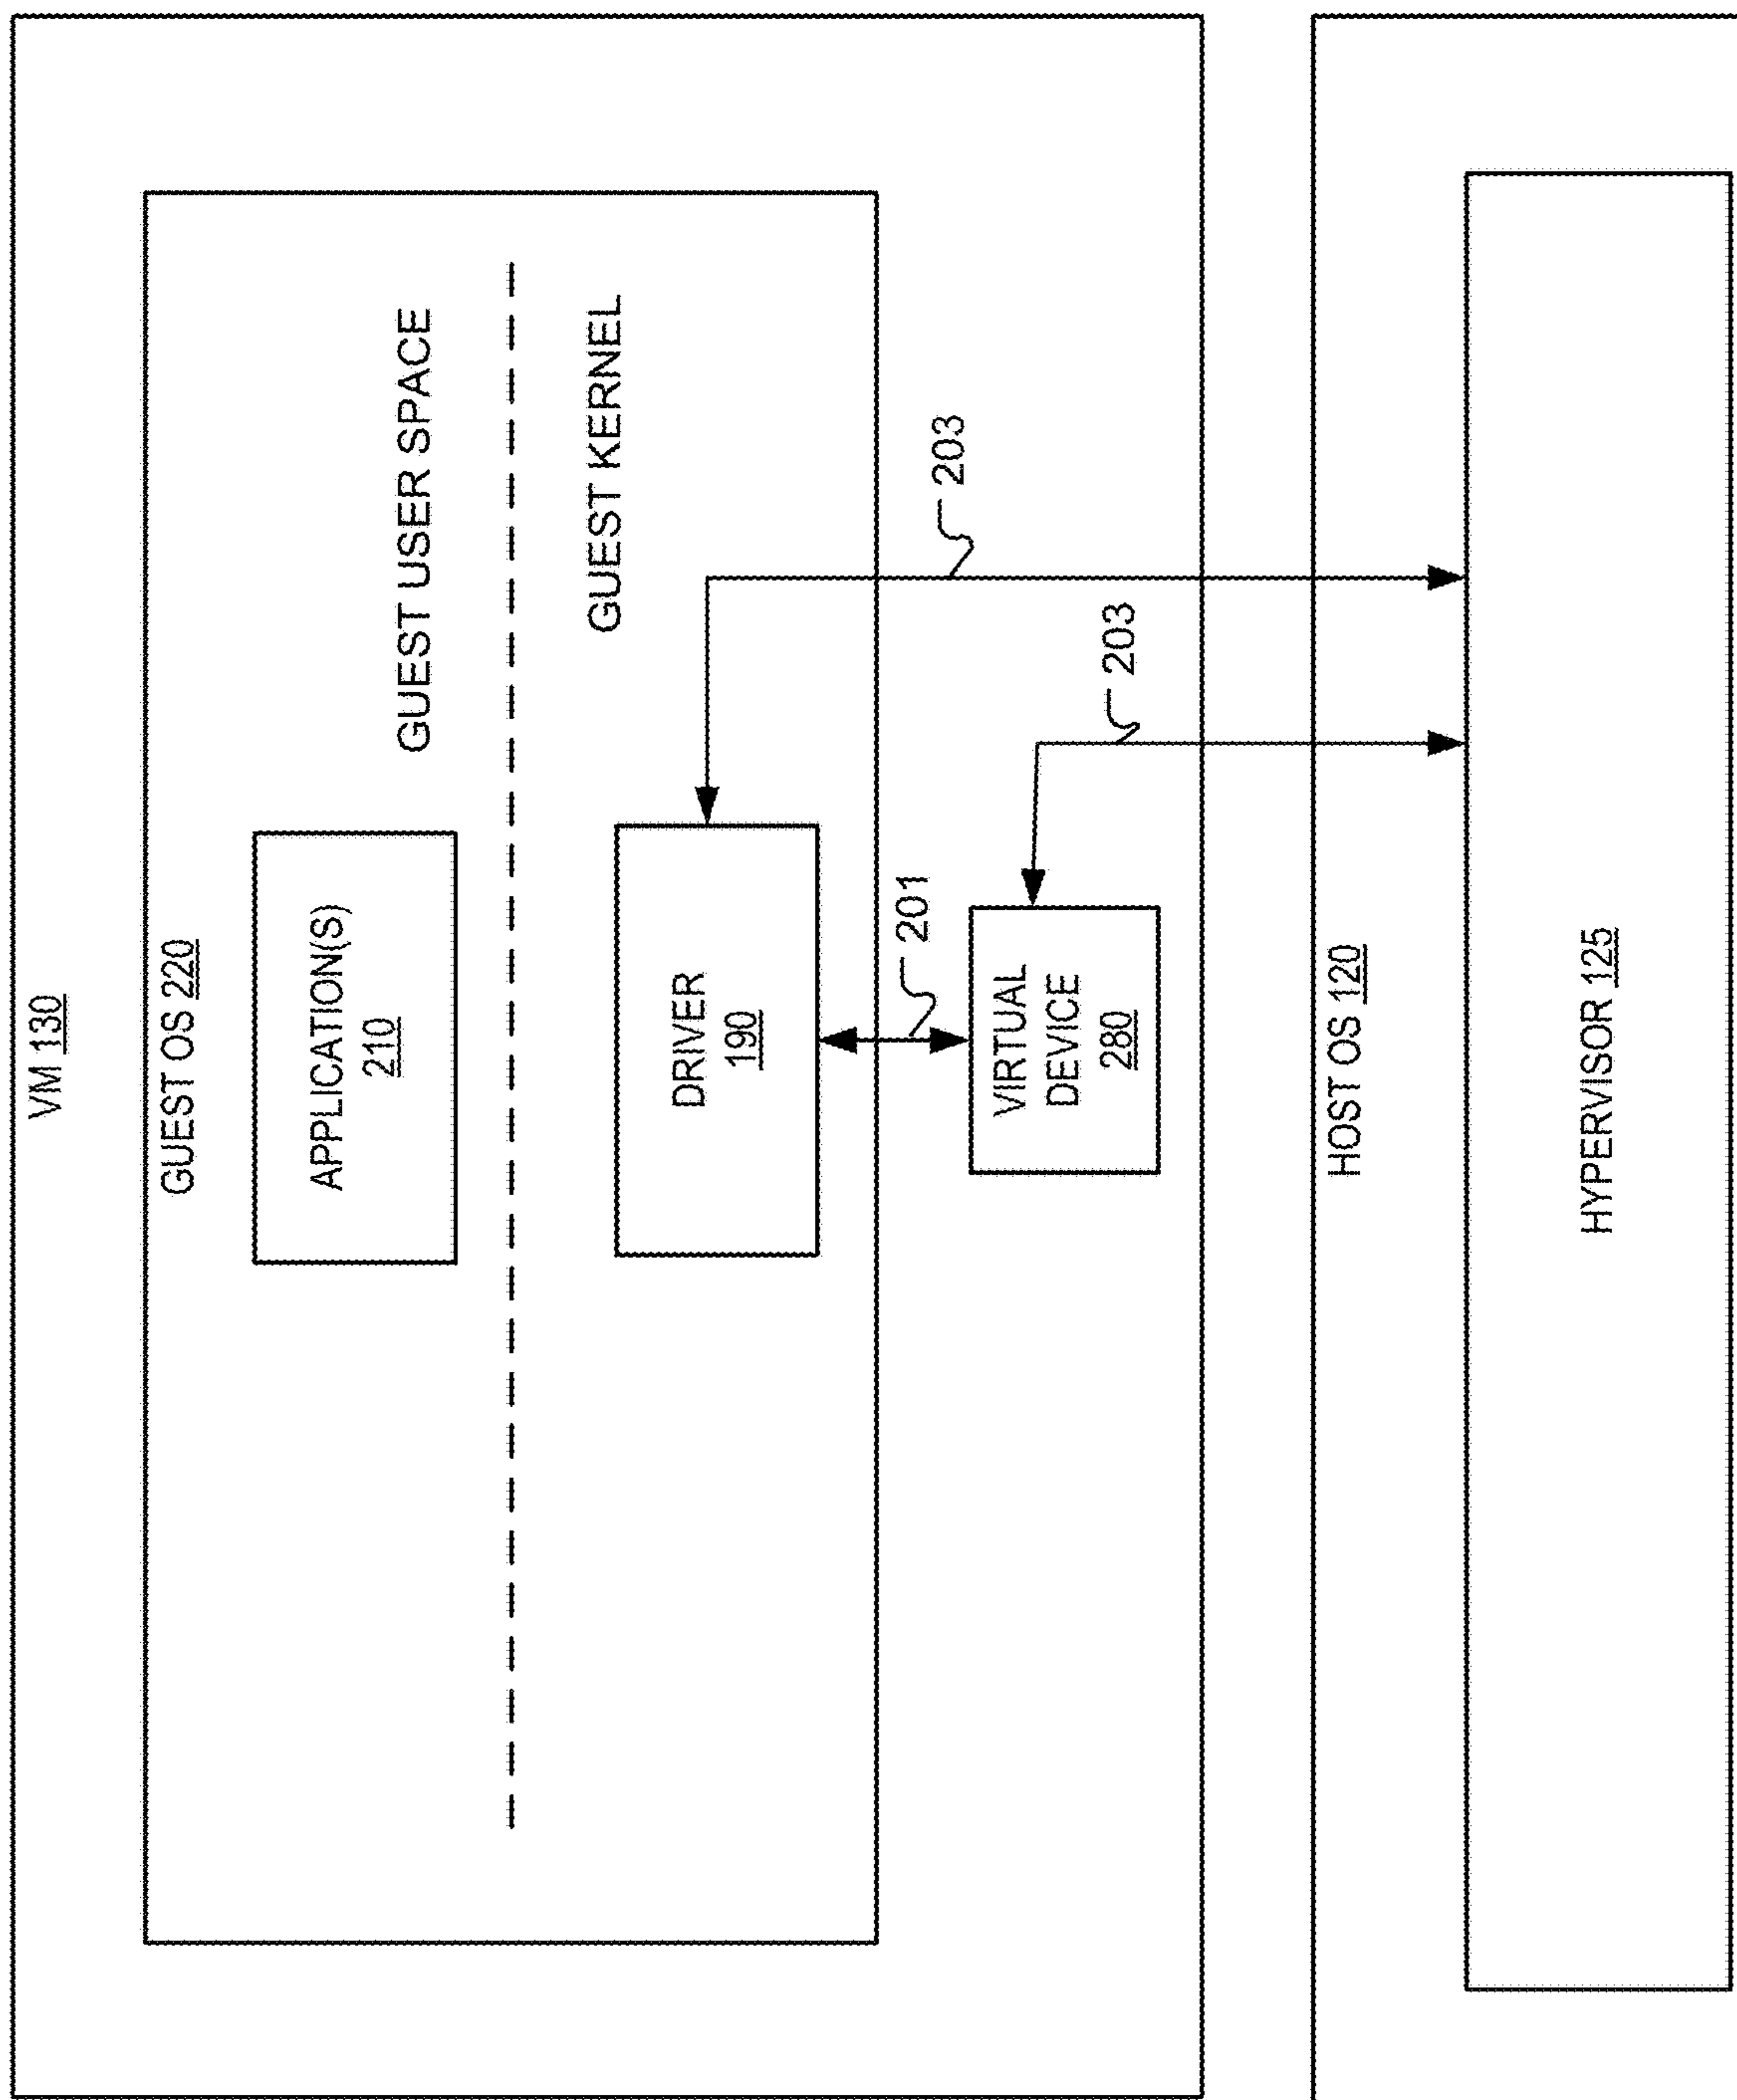 VM 130
GUEST OS 220
APPLICATION(S)
210
GUEST USER SPACE
GUEST KERNEL
DRIVER
190
201
203
VIRTUAL
DEVICE
280
203
HOST OS 120
HYPERVISOR 125